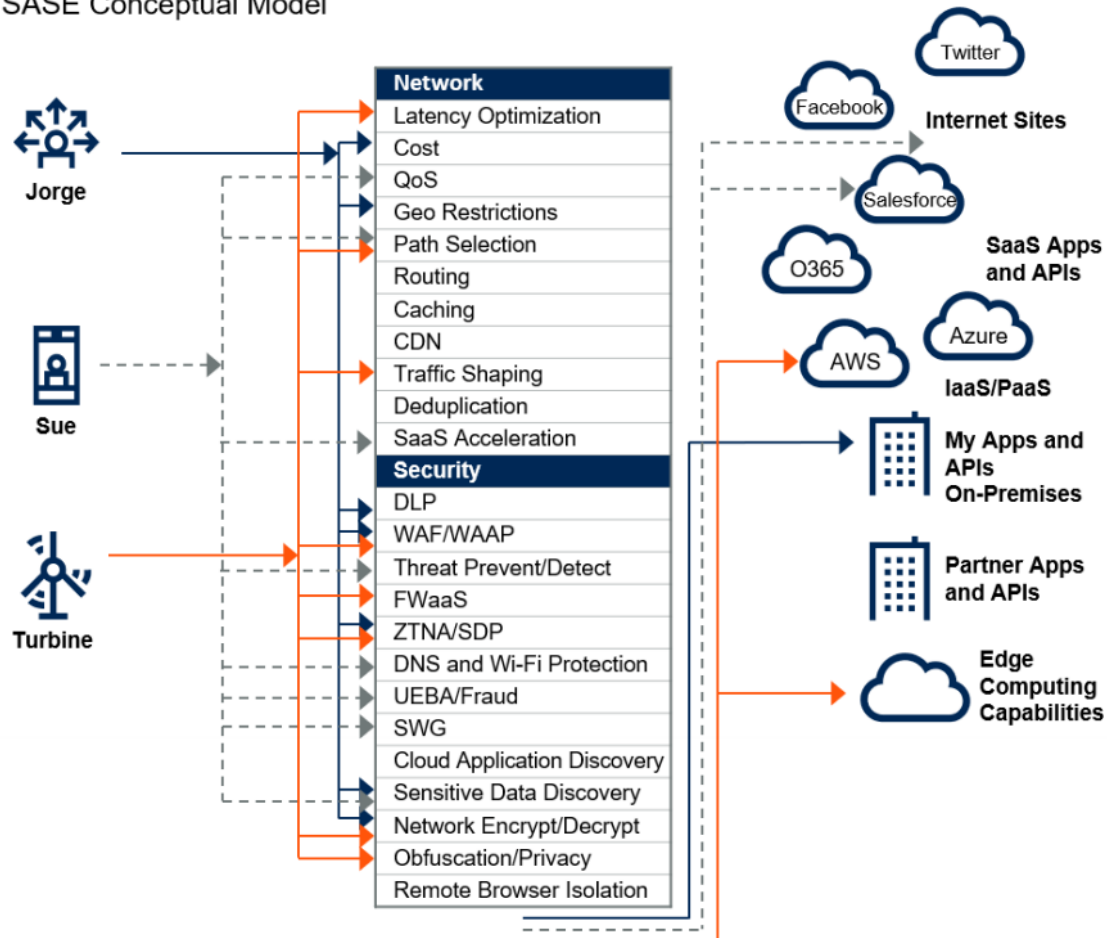 SASE Conceptual Model
Jorge
Sue
Turbine
Network
Latency Optimization
Cost
QoS
Geo Restrictions
Path Selection
Routing
Caching
CDN
Traffic Shaping
Deduplication
SaaS Acceleration
Security
DLP
WAF/WAAP
Threat Prevent/Detect
FWaaS
ZTNA/SDP
DNS and Wi-Fi Protection
UEBA/Fraud
SWG
Cloud Application Discovery
Sensitive Data Discovery
Network Encrypt/Decrypt
Obfuscation/Privacy
Remote Browser Isolation
Twitter
Facebook
Internet Sites
Salesforce
O365
SaaS Apps
and APIs
Azure
AWS
IaaS/PaaS
My Apps and
APIs
On-Premises
Partner Apps
and APIs
Edge
Computing
Capabilities